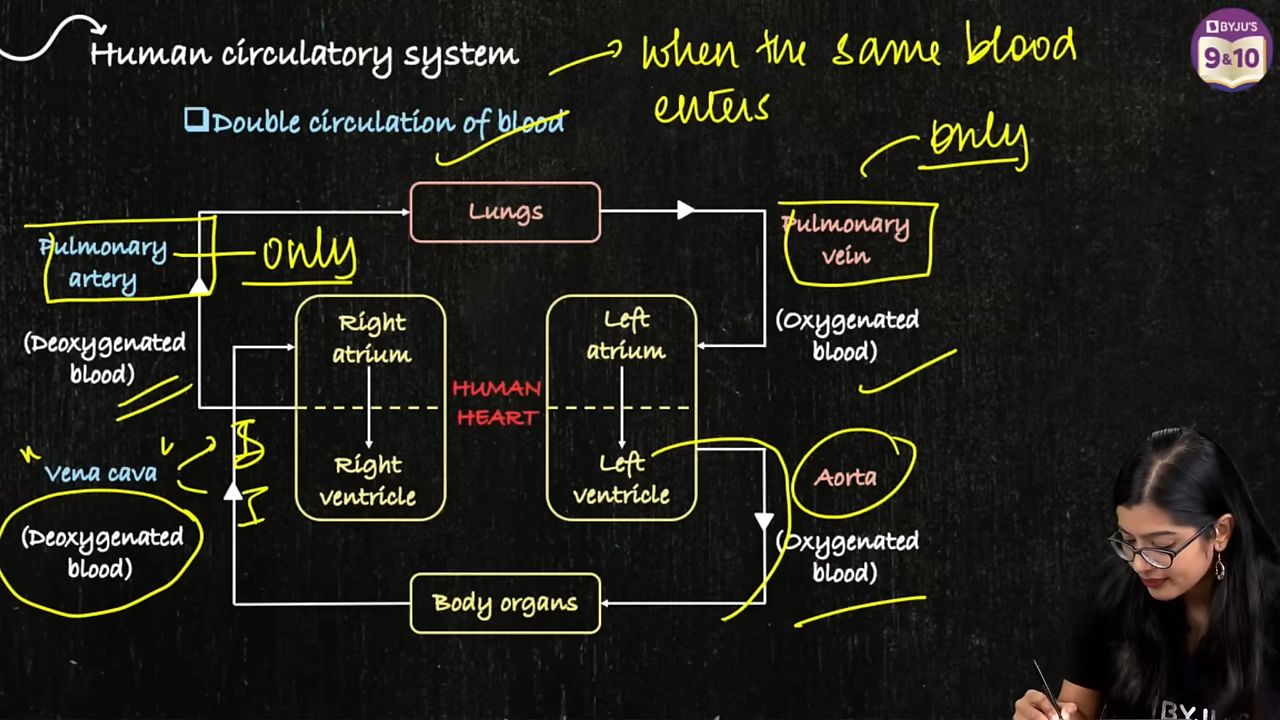 Human circulatory system
when the same blood
enters
BYJU'S
9&10
❑Double circulation of blood
only
Lungs
Pulmonary
artery
only
Pulmonary
vein
(Deoxygenated
blood)
Right
atrium
Left
atrium
(Oxygenated
blood)
HUMAN
HEART
Vena cava
S
I
Right
ventricle
Left
ventricle
Aorta
(Deoxygenated
blood)
(Oxygenated
blood)
Body organs